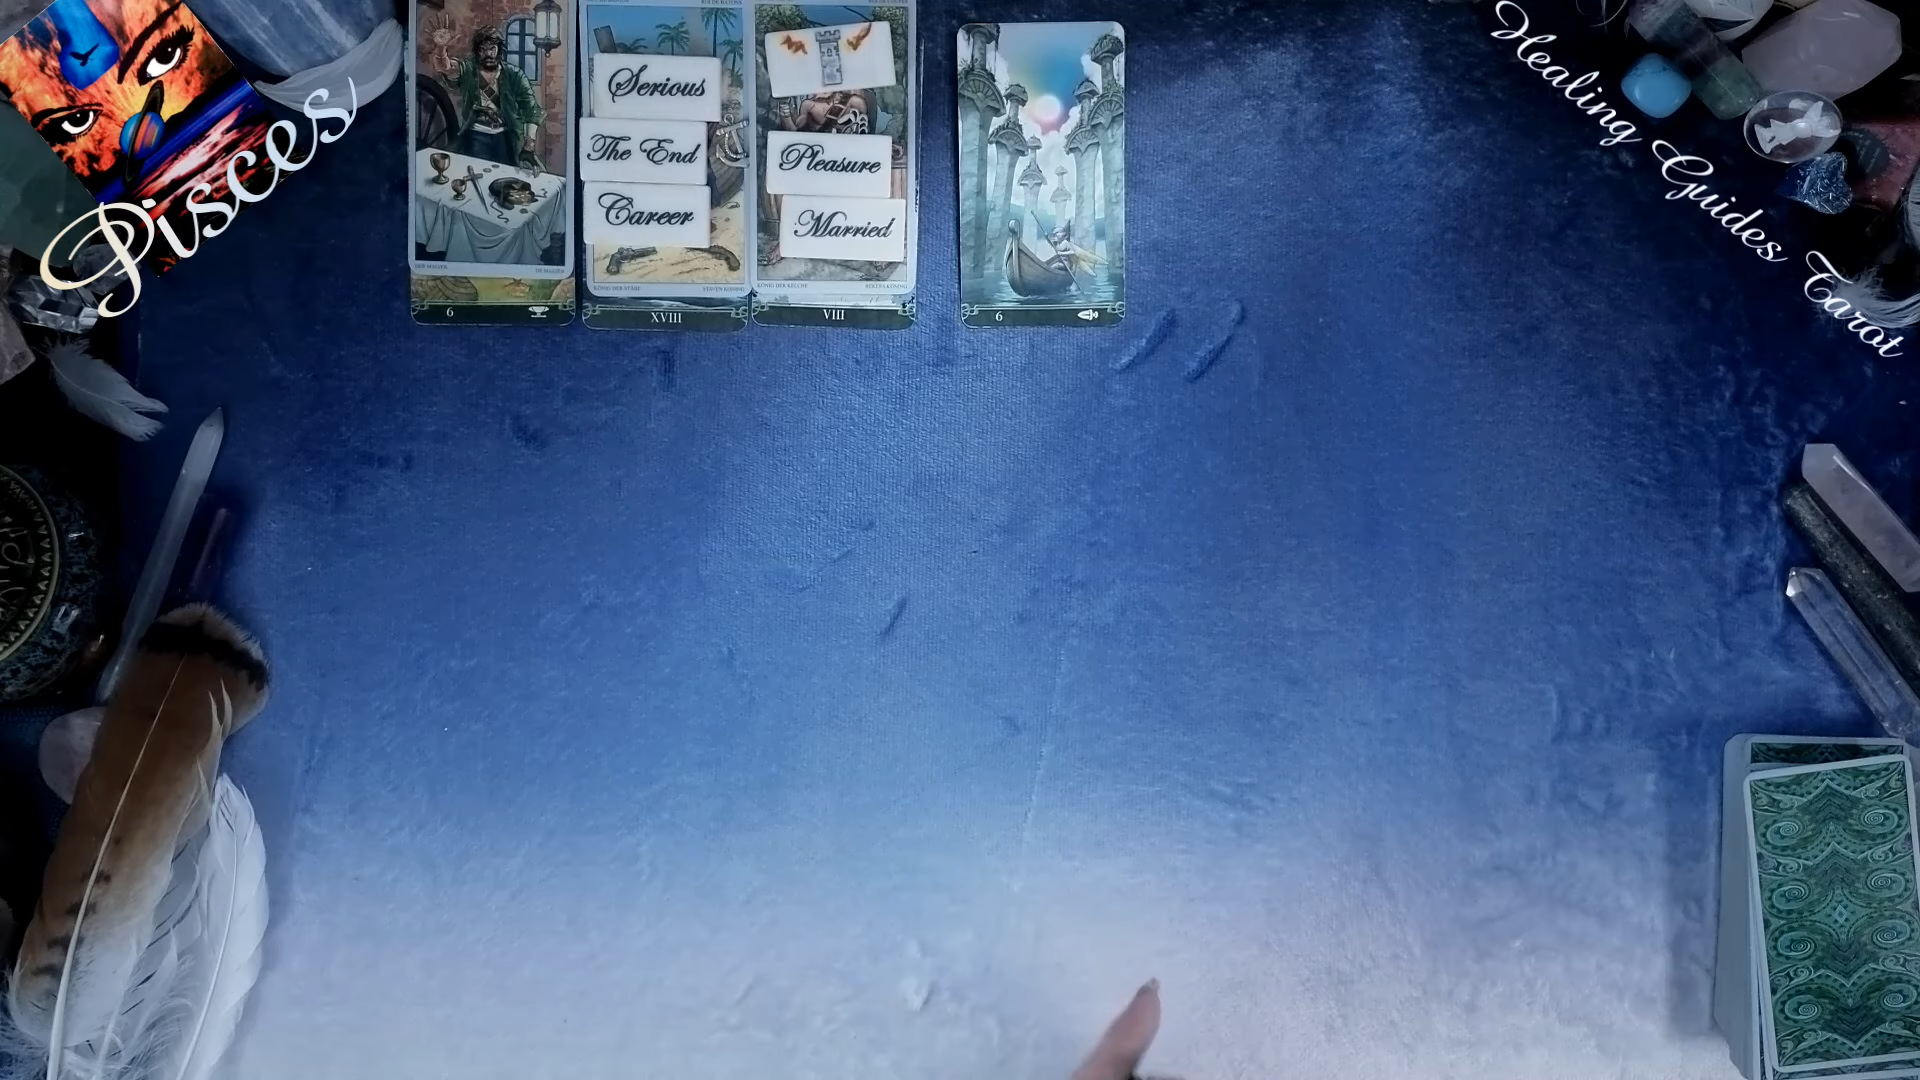 Pisces
Healing Guides Tarot
Serious
The End
Career
Pleasure
Married
6
XVIII
VIII
6